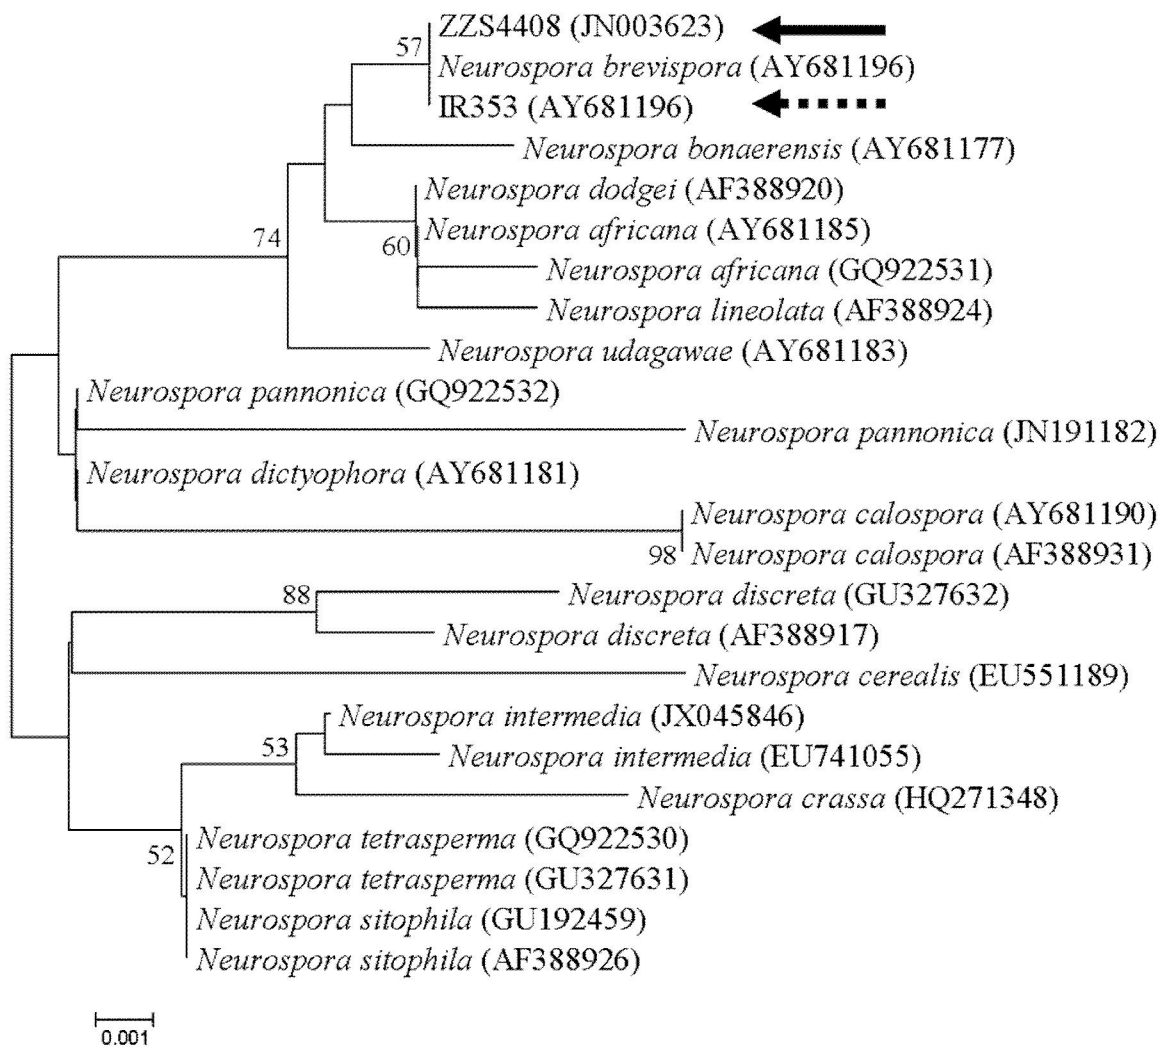 ZZS4408 (JN003623)
57
Neurospora brevispora (AY681196)
IR353 (AY681196)
Neurospora bonaerensis (AY681177)
Neurospora dodgei (AF388920)
Neurospora africana (AY681185)
74
60
Neurospora africana (GQ922531)
Neurospora lineolata (AF388924)
Neurospora udagawae (AY681183)
Neurospora pannonica (GQ922532)
Neurospora pannonica (JN191182)
Neurospora dictyophora (AY681181)
Neurospora calospora (AY681190)
98
Neurospora calospora (AF388931)
88
Neurospora discreta (GU327632)
Neurospora discreta (AF388917)
Neurospora cerealis (EU551189)
Neurospora intermedia (JX045846)
53
Neurospora intermedia (EU741055)
Neurospora crassa (HQ271348)
Neurospora tetrasperma (GQ922530)
52
Neurospora tetrasperma (GU327631)
Neurospora sitophila (GU192459)
Neurospora sitophila (AF388926)
0.001